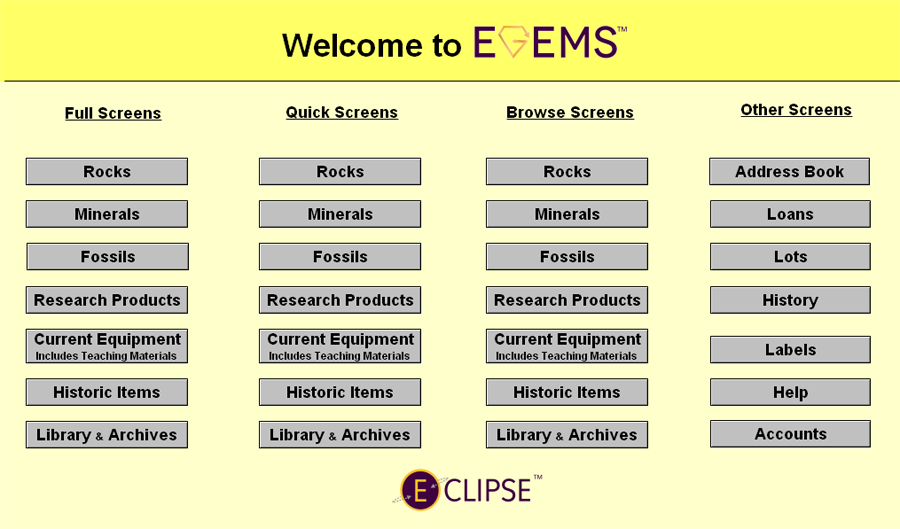 Welcome to EGEMS™
Full Screens
Quick Screens
Browse Screens
Other Screens
Rocks
Rocks
Rocks
Address Book
Minerals
Minerals
Minerals
Loans
Fossils
Fossils
Fossils
Lots
Research Products
Research Products
Research Products
History
Current Equipment
Includes Teaching Materials
Current Equipment
Includes Teaching Materials
Current Equipment
Includes Teaching Materials
Labels
Historic Items
Historic Items
Historic Items
Help
Library & Archives
Library & Archives
Library & Archives
Accounts
ECLIPSE™